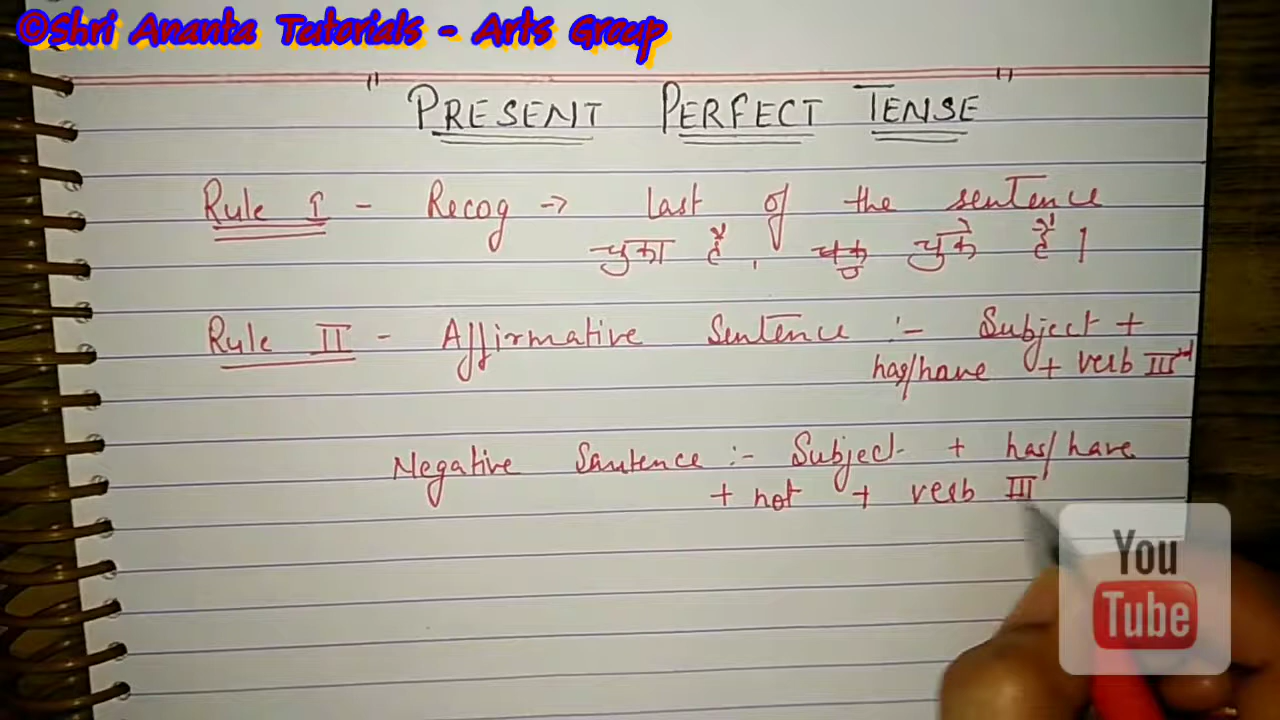 ©Shri Ananta Tutorials - Arts Group
" PRESENT PERFECT TENSE "
Rule I - Recog → Last of the sentence
चुका है, चुके हैं ।
Rule II - Affirmative Sentence :- Subject +
has/have + verb III
Negative Sentence :- Subject + has/have
+ not + verb III
You
Tube